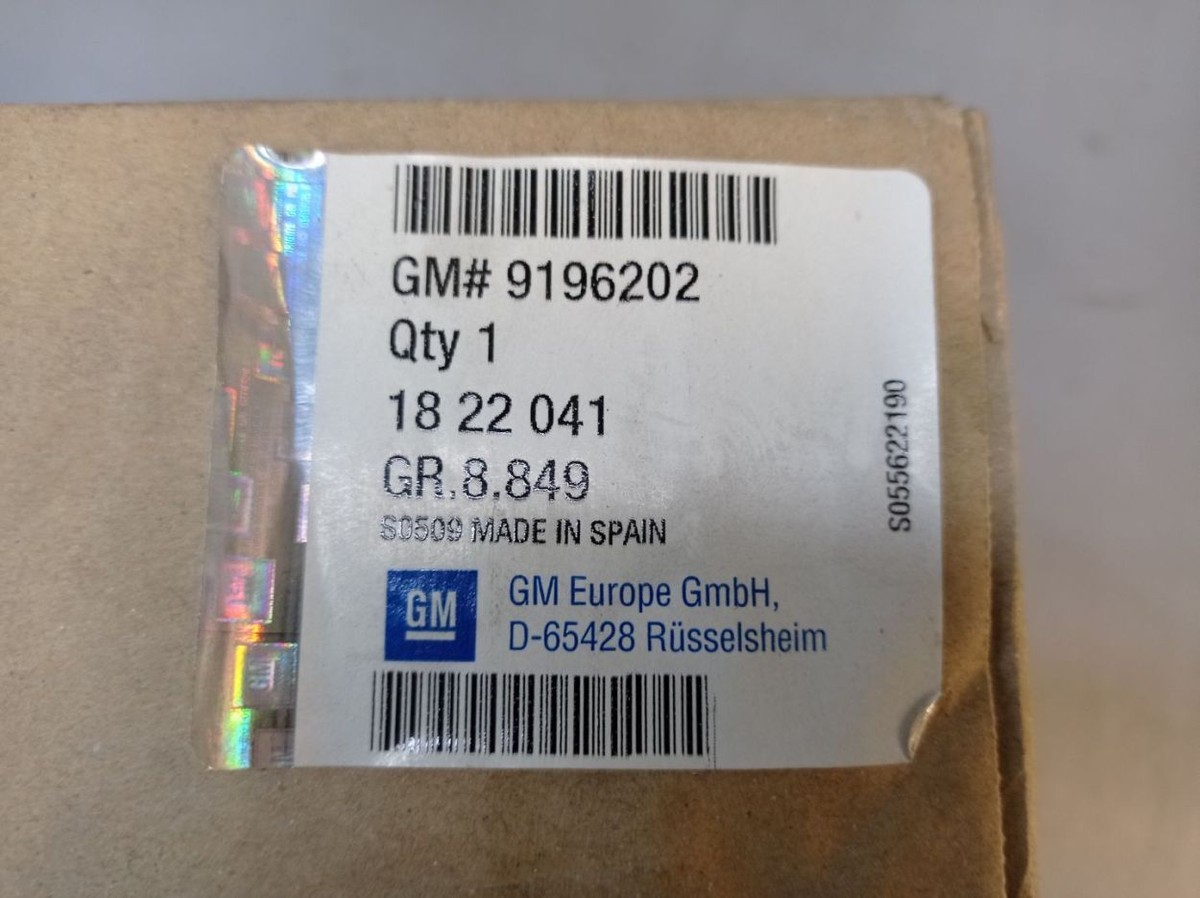 GM# 9196202
Qty 1
18 22 041
GR.8.849
S0509 MADE IN SPAIN
GM
GM Europe GmbH,
D-65428 Rüsselsheim
S055622190
GM